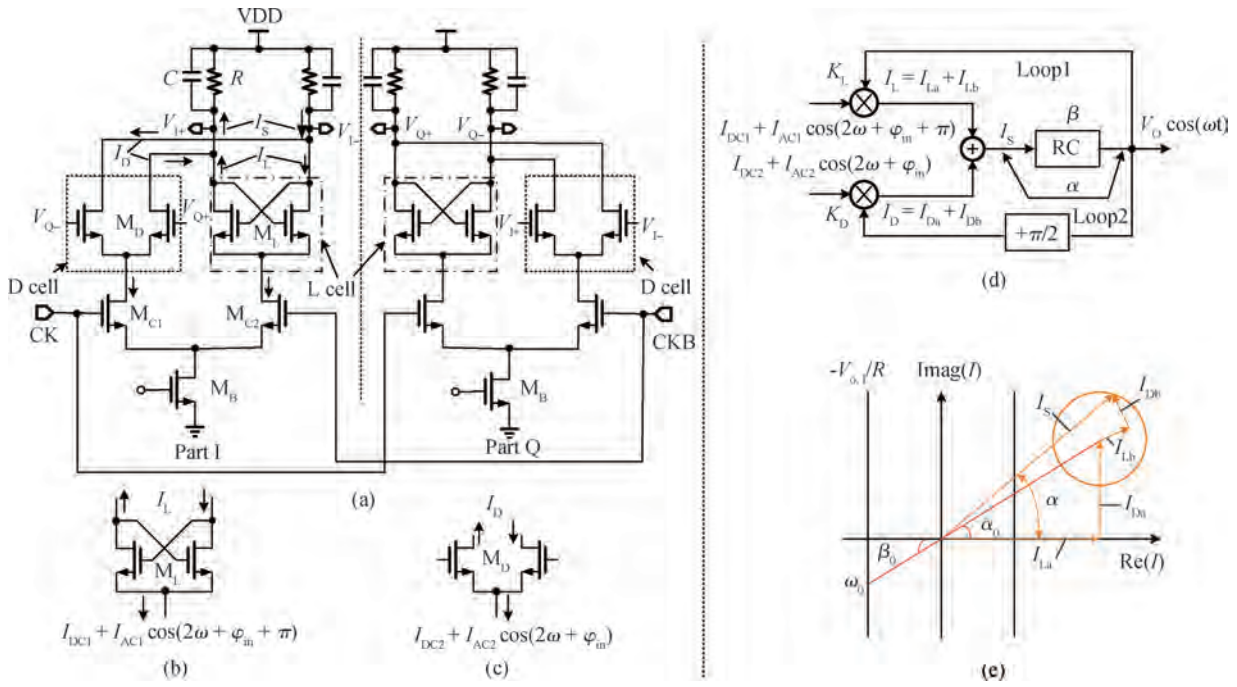 VDD
C
R
V_I+
I_S
V_I−
V_Q+
V_Q−
I_D
I_L
V_Q−
M_D
V_Q+
M_L
V_I+
V_I−
D cell
L cell
D cell
CK
M_C1
M_C2
CKB
M_B
M_B
Part I
Part Q
(a)
I_L
M_L
I_DC1 + I_AC1 cos(2ω + φ_in + π)
(b)
I_D
M_D
I_DC2 + I_AC2 cos(2ω + φ_in)
(c)
Loop1
K_L
I_L = I_La + I_Lb
I_DC1 + I_AC1 cos(2ω + φ_in + π)
I_S
β
RC
V_O cos(ωt)
I_DC2 + I_AC2 cos(2ω + φ_in)
α
K_D
I_D = I_Da + I_Db
Loop2
+π/2
(d)
-V_o,I/R
Imag(I)
I_S
I_Db
I_Lb
α
I_Da
α_0
β_0
I_La
Re(I)
ω_0
(e)